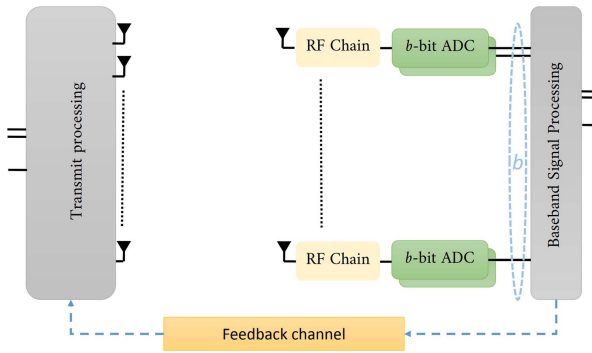 Transmit processing
RF Chain
b-bit ADC
b
Baseband Signal Processing
RF Chain
b-bit ADC
Feedback channel